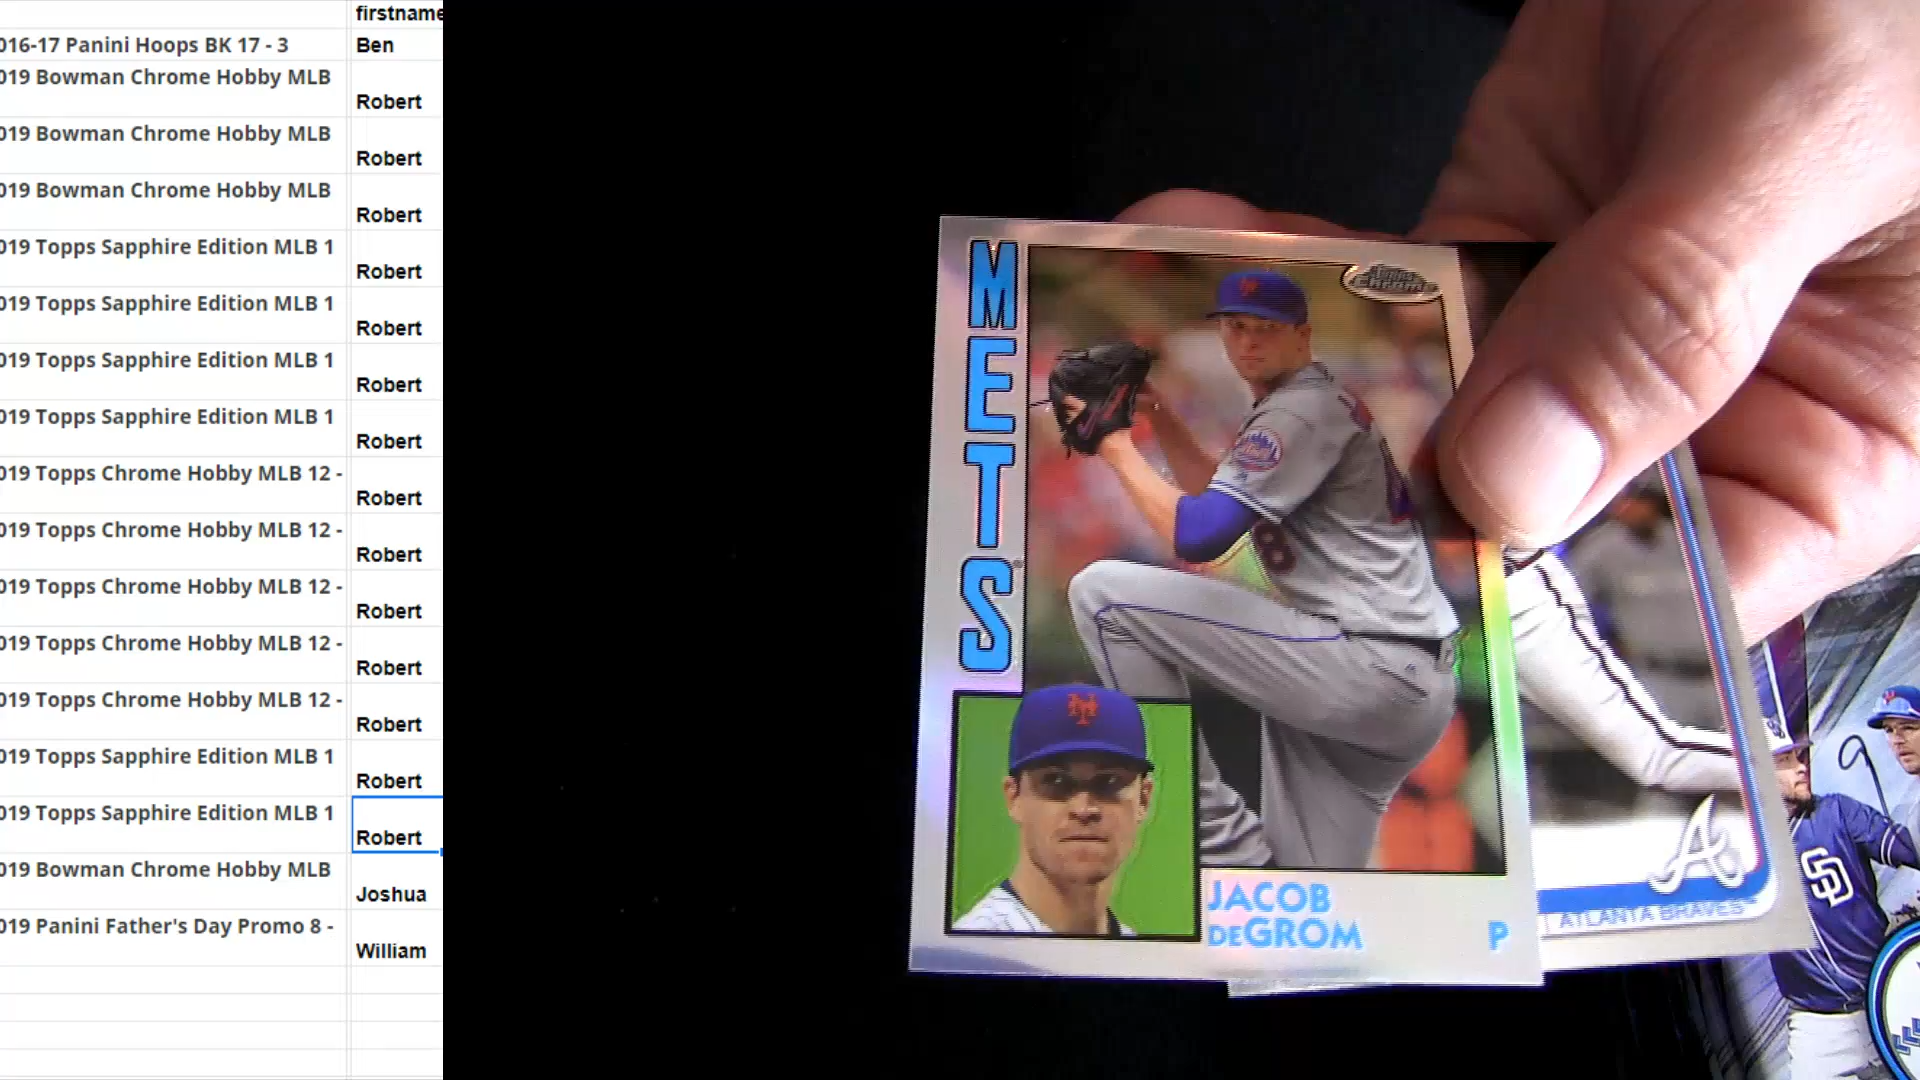 firstname
016-17 Panini Hoops BK 17 - 3 Ben
019 Bowman Chrome Hobby MLB
Robert
019 Bowman Chrome Hobby MLB
Robert
019 Bowman Chrome Hobby MLB
Robert
019 Topps Sapphire Edition MLB 1
Robert
019 Topps Sapphire Edition MLB 1
Robert
019 Topps Sapphire Edition MLB 1
Robert
019 Topps Sapphire Edition MLB 1
Robert
019 Topps Chrome Hobby MLB 12 -
Robert
019 Topps Chrome Hobby MLB 12 -
Robert
019 Topps Chrome Hobby MLB 12 -
Robert
019 Topps Chrome Hobby MLB 12 -
Robert
019 Topps Chrome Hobby MLB 12 -
Robert
019 Topps Sapphire Edition MLB 1
Robert
019 Topps Sapphire Edition MLB 1
Robert
019 Bowman Chrome Hobby MLB
Joshua
019 Panini Father's Day Promo 8 -
William
METS
Topps
Chrome
8
JACOB
DEGROM P
A
ATLANTA BRAVES
SD